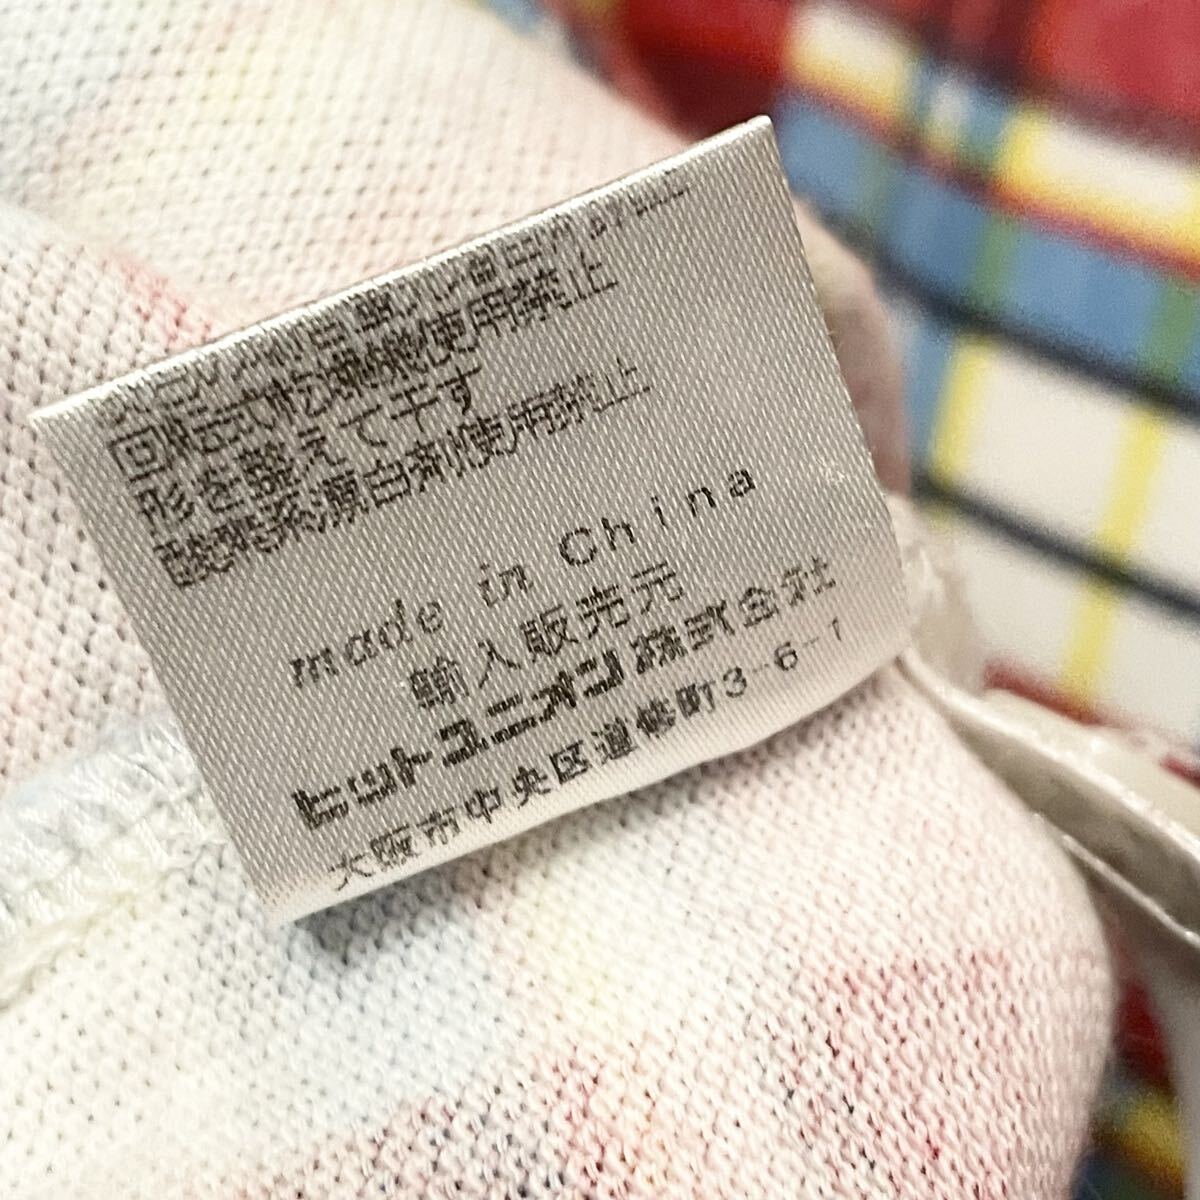 回転式乾燥機使用禁止
形を整えて干す
酸素系漂白剤使用禁止
made in China
輸入販売元
ヒットユニオン株式会社
大阪市中央区道修町3-6-1